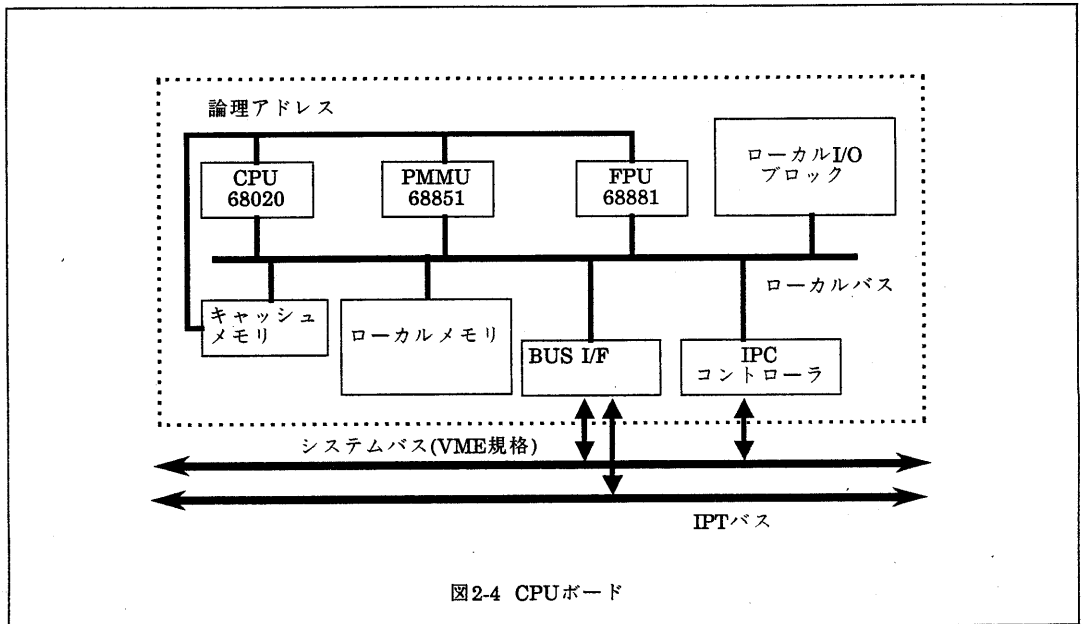 論理アドレス
CPU
68020
PMMU
68851
FPU
68881
ローカルI/O
ブロック
ローカルバス
キャッシュ
メモリ
ローカルメモリ
BUS I/F
IPC
コントローラ
システムバス(VME規格)
IPTバス
図2-4 CPUボード